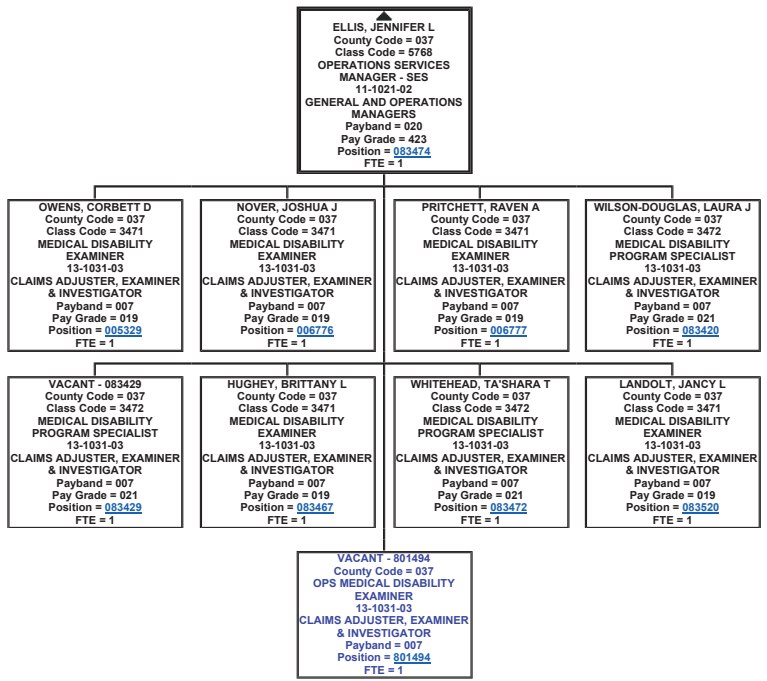 ELLIS, JENNIFER L
County Code = 037
Class Code = 5768
OPERATIONS SERVICES
MANAGER - SES
11-1021-02
GENERAL AND OPERATIONS
MANAGERS
Payband = 020
Pay Grade = 423
Position = 083474
FTE = 1
OWENS, CORBETT D
County Code = 037
Class Code = 3471
MEDICAL DISABILITY
EXAMINER
13-1031-03
CLAIMS ADJUSTER, EXAMINER
& INVESTIGATOR
Payband = 007
Pay Grade = 019
Position = 005329
FTE = 1
NOVER, JOSHUA J
County Code = 037
Class Code = 3471
MEDICAL DISABILITY
EXAMINER
13-1031-03
CLAIMS ADJUSTER, EXAMINER
& INVESTIGATOR
Payband = 007
Pay Grade = 019
Position = 006776
FTE = 1
PRITCHETT, RAVEN A
County Code = 037
Class Code = 3471
MEDICAL DISABILITY
EXAMINER
13-1031-03
CLAIMS ADJUSTER, EXAMINER
& INVESTIGATOR
Payband = 007
Pay Grade = 019
Position = 006777
FTE = 1
WILSON-DOUGLAS, LAURA J
County Code = 037
Class Code = 3472
MEDICAL DISABILITY
PROGRAM SPECIALIST
13-1031-03
CLAIMS ADJUSTER, EXAMINER
& INVESTIGATOR
Payband = 007
Pay Grade = 021
Position = 083420
FTE = 1
VACANT - 083429
County Code = 037
Class Code = 3472
MEDICAL DISABILITY
PROGRAM SPECIALIST
13-1031-03
CLAIMS ADJUSTER, EXAMINER
& INVESTIGATOR
Payband = 007
Pay Grade = 021
Position = 083429
FTE = 1
HUGHEY, BRITTANY L
County Code = 037
Class Code = 3471
MEDICAL DISABILITY
EXAMINER
13-1031-03
CLAIMS ADJUSTER, EXAMINER
& INVESTIGATOR
Payband = 007
Pay Grade = 019
Position = 083467
FTE = 1
WHITEHEAD, TA'SHARA T
County Code = 037
Class Code = 3472
MEDICAL DISABILITY
PROGRAM SPECIALIST
13-1031-03
CLAIMS ADJUSTER, EXAMINER
& INVESTIGATOR
Payband = 007
Pay Grade = 021
Position = 083472
FTE = 1
LANDOLT, JANCY L
County Code = 037
Class Code = 3471
MEDICAL DISABILITY
EXAMINER
13-1031-03
CLAIMS ADJUSTER, EXAMINER
& INVESTIGATOR
Payband = 007
Pay Grade = 019
Position = 083520
FTE = 1
VACANT - 801494
County Code = 037
OPS MEDICAL DISABILITY
EXAMINER
13-1031-03
CLAIMS ADJUSTER, EXAMINER
& INVESTIGATOR
Payband = 007
Position = 801494
FTE = 1